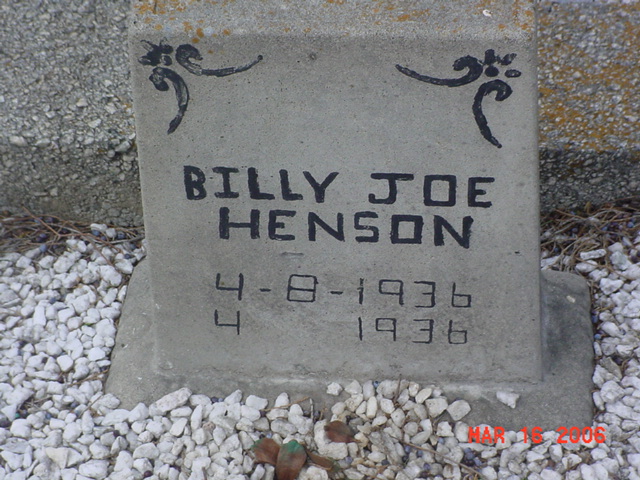 BILLY JOE
HENSON
4-8-1936
4 1936
MAR 16 2006